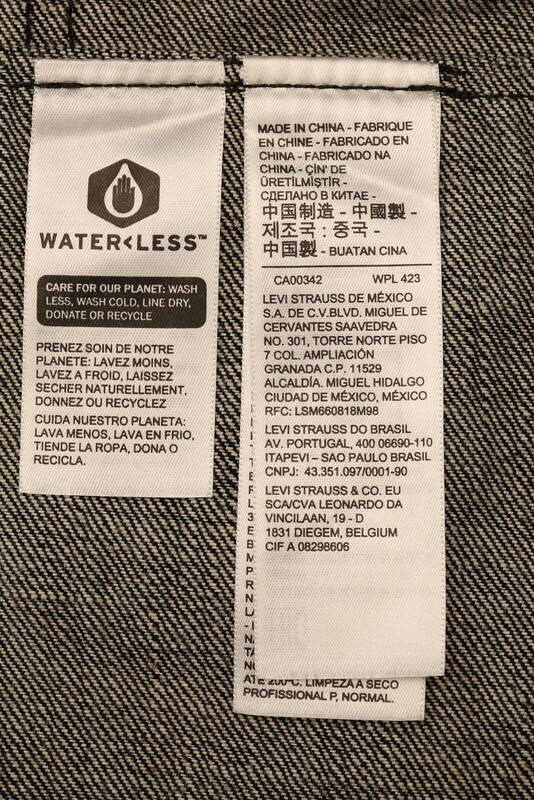 WATER<LESS™
CARE FOR OUR PLANET: WASH
LESS, WASH COLD, LINE DRY,
DONATE OR RECYCLE
PRENEZ SOIN DE NOTRE
PLANETE: LAVEZ MOINS,
LAVEZ A FROID, LAISSEZ
SECHER NATURELLEMENT,
DONNEZ OU RECYCLEZ
CUIDA NUESTRO PLANETA:
LAVA MENOS, LAVA EN FRIO,
TIENDE LA ROPA, DONA O
RECICLA.
MADE IN CHINA - FABRIQUE
EN CHINE - FABRICADO EN
CHINA - FABRICADO NA
CHINA - ÇİN' DE
ÜRETİLMİŞTİR -
СДЕЛАНО В КИТАЕ -
中国制造 - 中國製 -
제조국 : 중국 -
中国製 - BUATAN CINA
CA00342 WPL 423
LEVI STRAUSS DE MÉXICO
S.A. DE C.V.BLVD. MIGUEL DE
CERVANTES SAAVEDRA
NO. 301, TORRE NORTE PISO
7 COL. AMPLIACIÓN
GRANADA C.P. 11529
ALCALDÍA. MIGUEL HIDALGO
CIUDAD DE MÉXICO, MÉXICO
RFC: LSM660818M98
LEVI STRAUSS DO BRASIL
AV. PORTUGAL, 400 06690-110
ITAPEVI – SAO PAULO BRASIL
CNPJ: 43.351.097/0001-90
LEVI STRAUSS & CO. EU
SCA/CVA LEONARDO DA
VINCILAAN, 19 - D
1831 DIEGEM, BELGIUM
CIF A 08298606
ATE 200°C. LIMPEZA A SECO
PROFISSIONAL P, NORMAL.